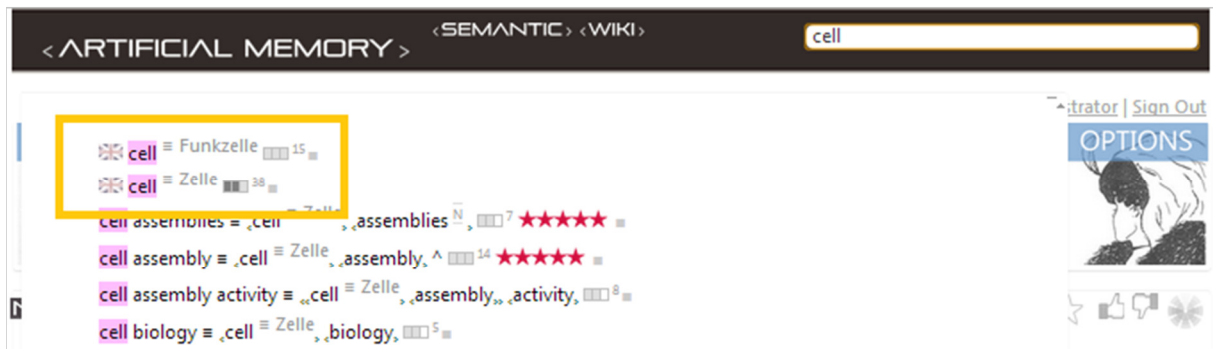 <ARTIFICIAL MEMORY> <SEMANTIC> <WIKI> cell
strator | Sign Out
OPTIONS
cell ≡ Funkzelle 15
cell ≡ Zelle 38
cell assemblies ≡ cell ≡ Zelle, assemblies N, 7 ★★★★★
cell assembly ≡ cell ≡ Zelle, assembly, ^ 14 ★★★★★
cell assembly activity ≡ cell ≡ Zelle, assembly, activity, 8
cell biology ≡ cell ≡ Zelle, biology, 5